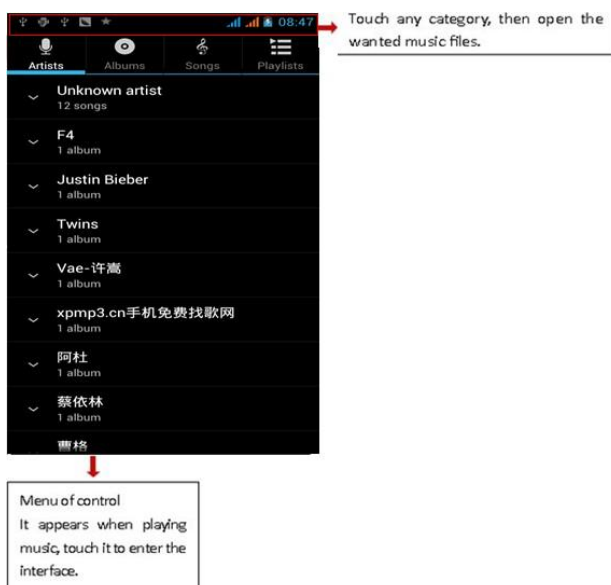 08:47
Touch any category, then open the
wanted music files.
Artists Albums Songs Playlists
Unknown artist
12 songs
F4
1 album
Justin Bieber
1 album
Twins
1 album
Vae-许嵩
1 album
xpmp3.cn手机免费找歌网
1 album
阿杜
1 album
蔡依林
1 album
曹格
Menu of control
It appears when playing
music, touch it to enter the
interface.